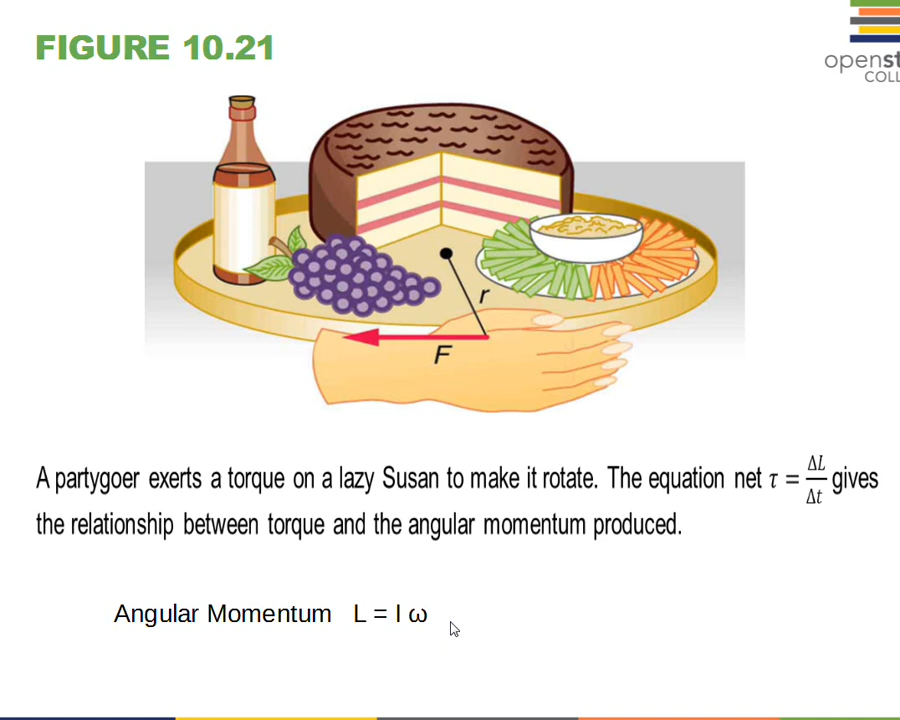 FIGURE 10.21
openst
COLL
r
F
A partygoer exerts a torque on a lazy Susan to make it rotate. The equation net τ = ΔL/Δt gives
the relationship between torque and the angular momentum produced.
Angular Momentum L = I ω